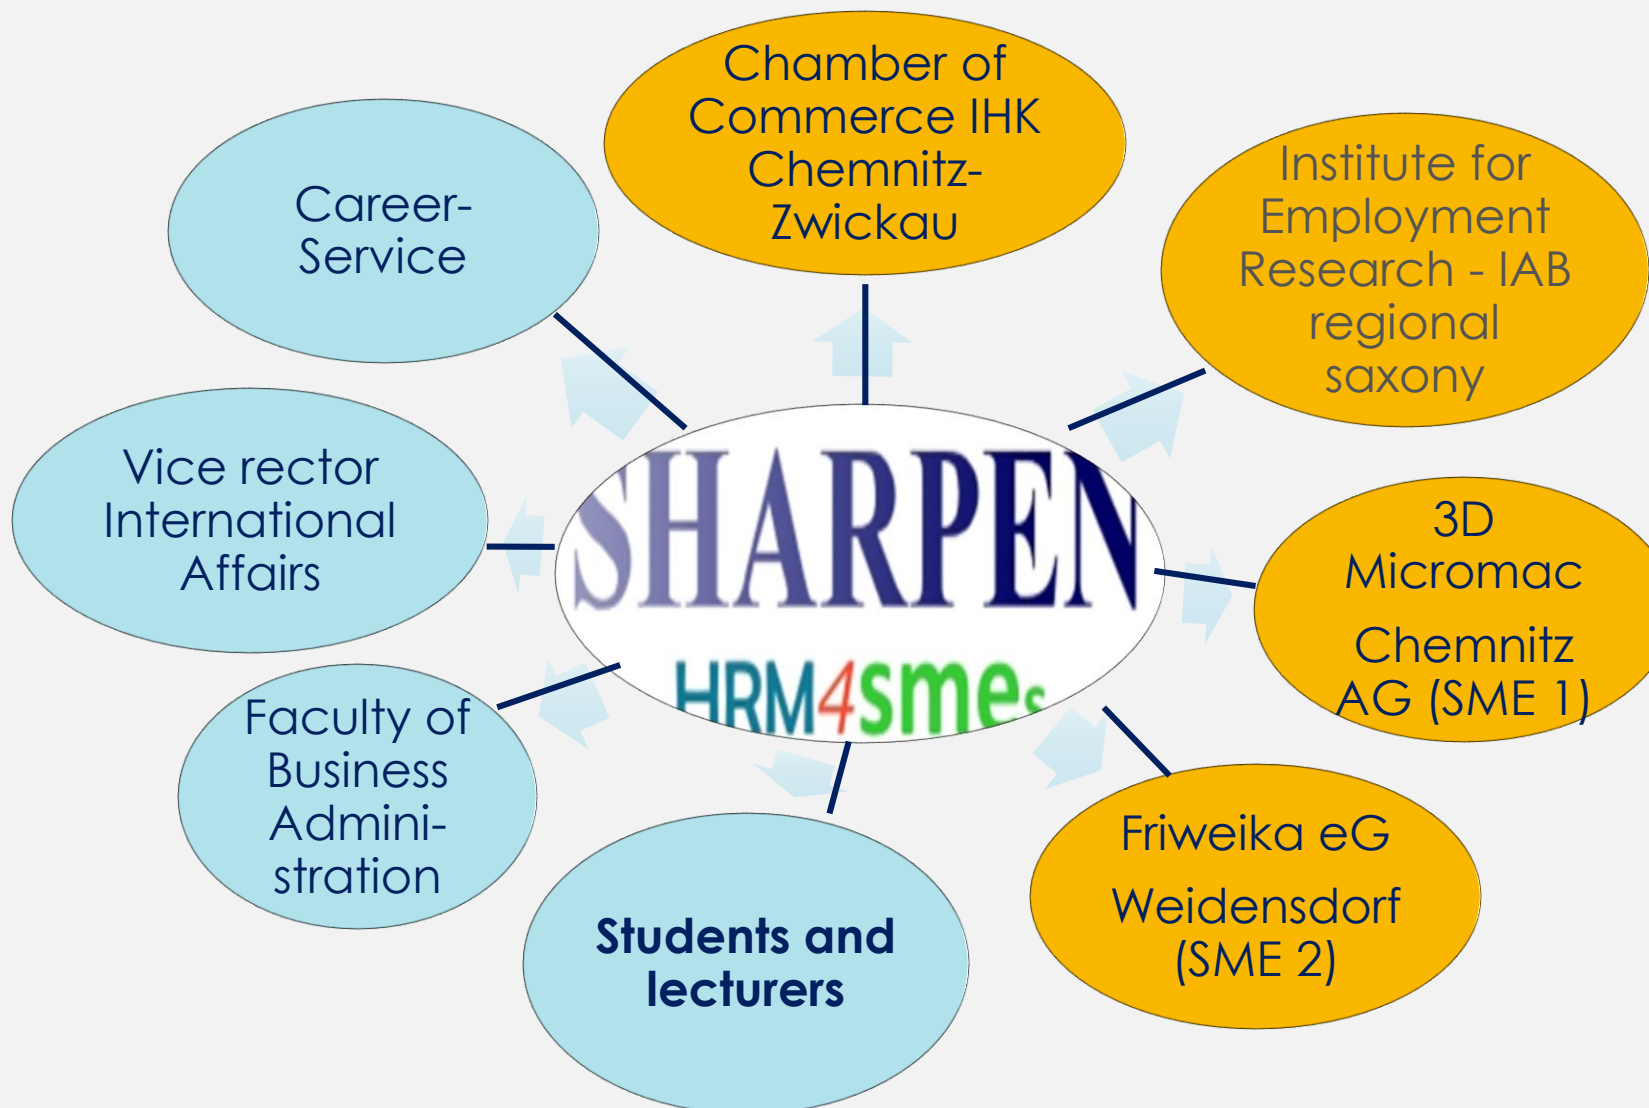 Chamber of
Commerce IHK
Chemnitz-
Zwickau
Institute for
Employment
Research - IAB
regional
saxony
3D
Micromac
Chemnitz
AG (SME 1)
Friweika eG
Weidensdorf
(SME 2)
Students and
lecturers
Faculty of
Business
Admini-
stration
Vice rector
International
Affairs
Career-
Service
SHARPEN
HRM4smes